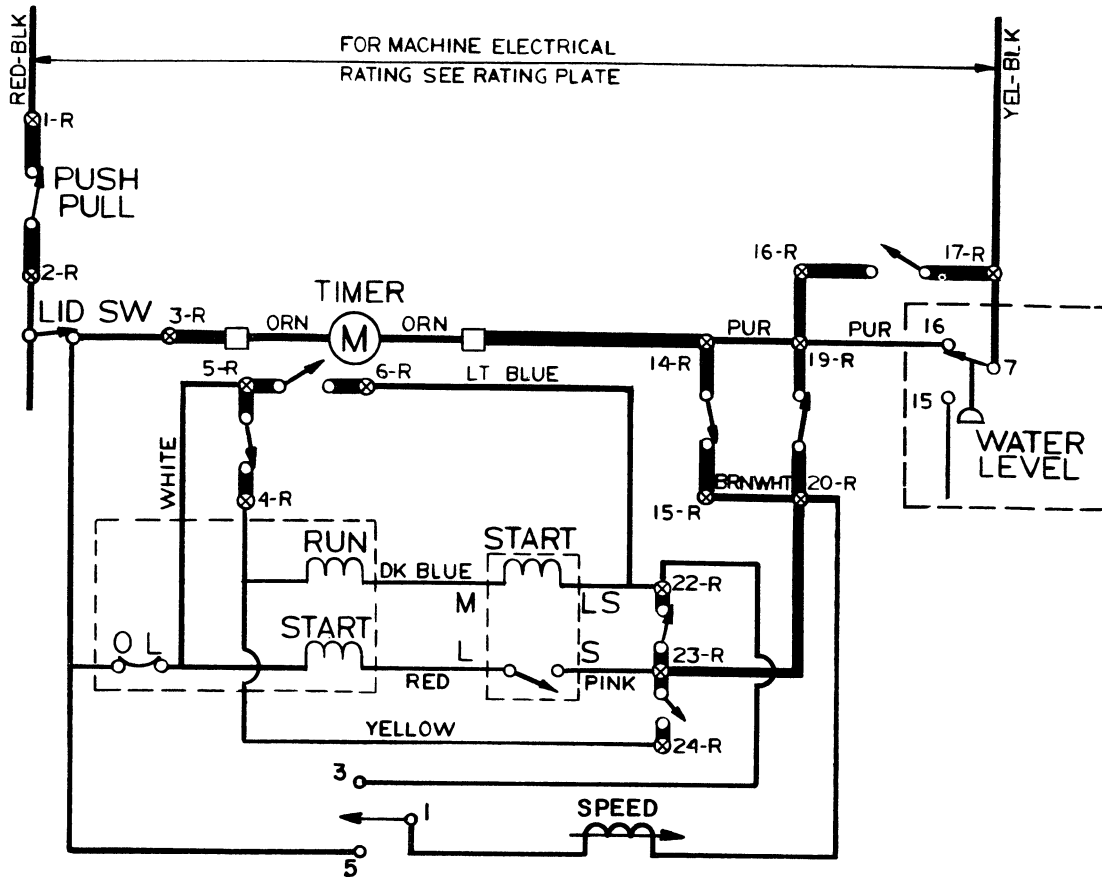 FOR MACHINE ELECTRICAL
RATING SEE RATING PLATE
RED-BLK
YEL-BLK
1-R
PUSH
PULL
2-R
LID SW
3-R
ORN
TIMER
M
ORN
16-R
17-R
PUR
PUR
16
14-R
19-R
7
5-R
6-R
LT BLUE
15
WATER
LEVEL
WHITE
4-R
15-R
BRNWHT
20-R
RUN
DK BLUE
START
M
LS
22-R
START
O L
L
S
23-R
RED
PINK
YELLOW
24-R
3
1
SPEED
5